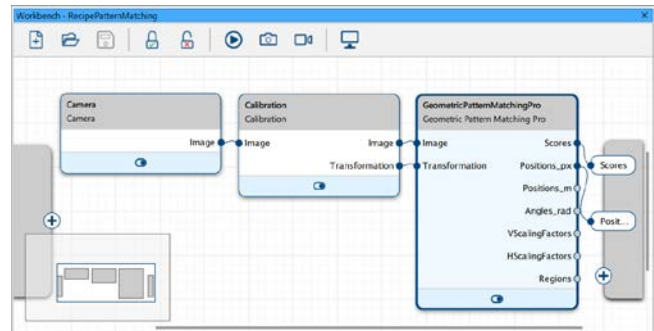 Workbench - RecipePatternMatching
Camera
Camera
Image
Calibration
Calibration
Image
Image
Transformation
GeometricPatternMatchingPro
Geometric Pattern Matching Pro
Image
Scores
Transformation
Positions_px
Positions_m
Angles_rad
VScalingFactors
HScalingFactors
Regions
Scores
Posit...